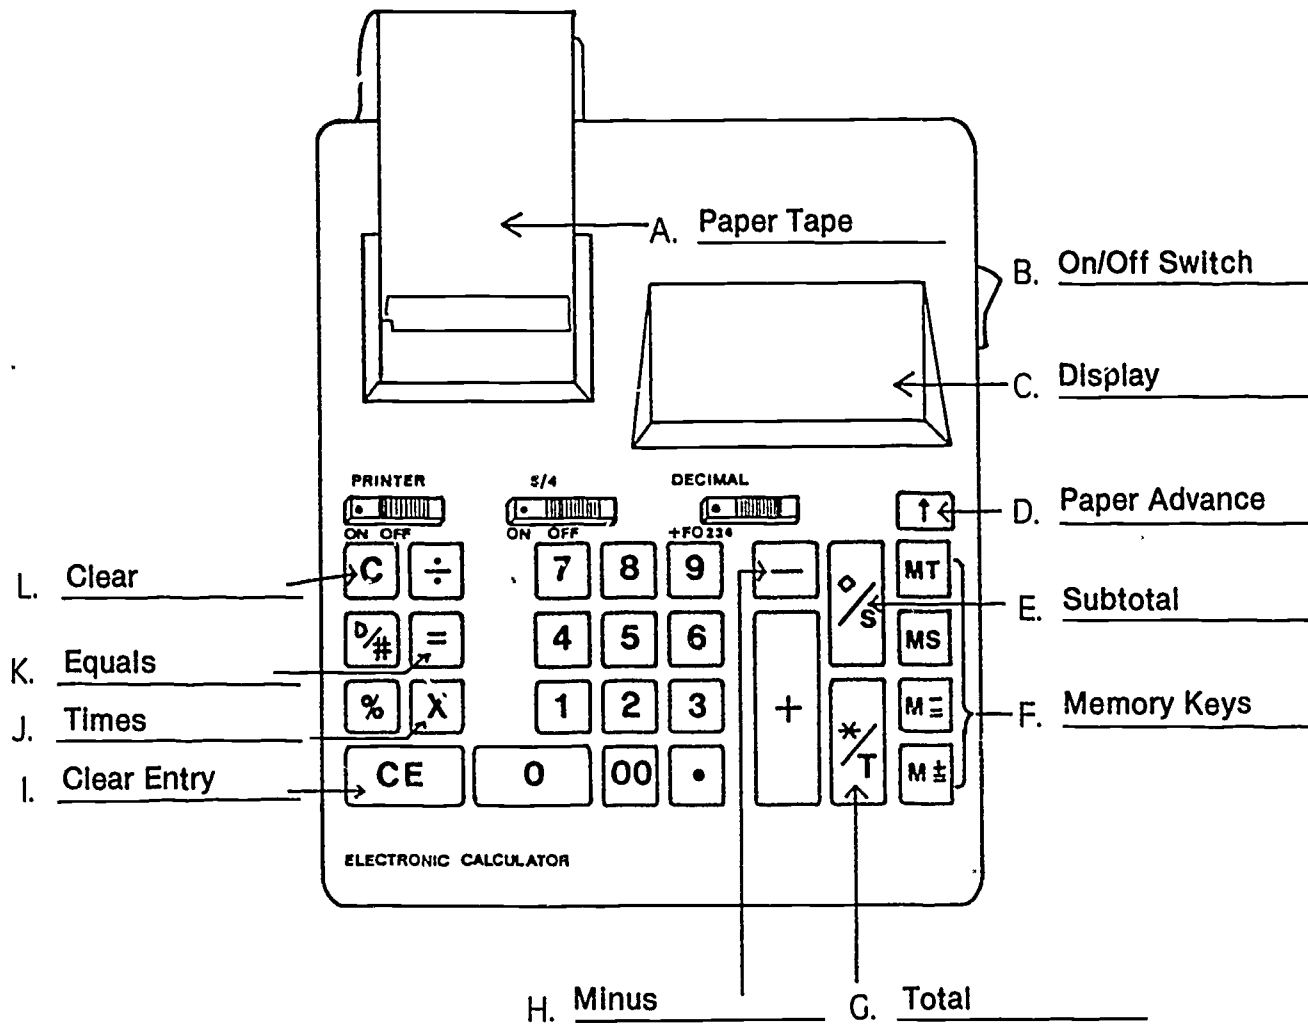 A. Paper Tape
B. On/Off Switch
C. Display
PRINTER 5/4 DECIMAL
ON OFF ON OFF +F0234
D. Paper Advance
↑
L. Clear
C ÷ 7 8 9 — ◇/S MT
E. Subtotal
D/# = 4 5 6 MS
K. Equals
% X 1 2 3 + */T M=
F. Memory Keys
J. Times
CE 0 00 • M±
I. Clear Entry
ELECTRONIC CALCULATOR
H. Minus G. Total